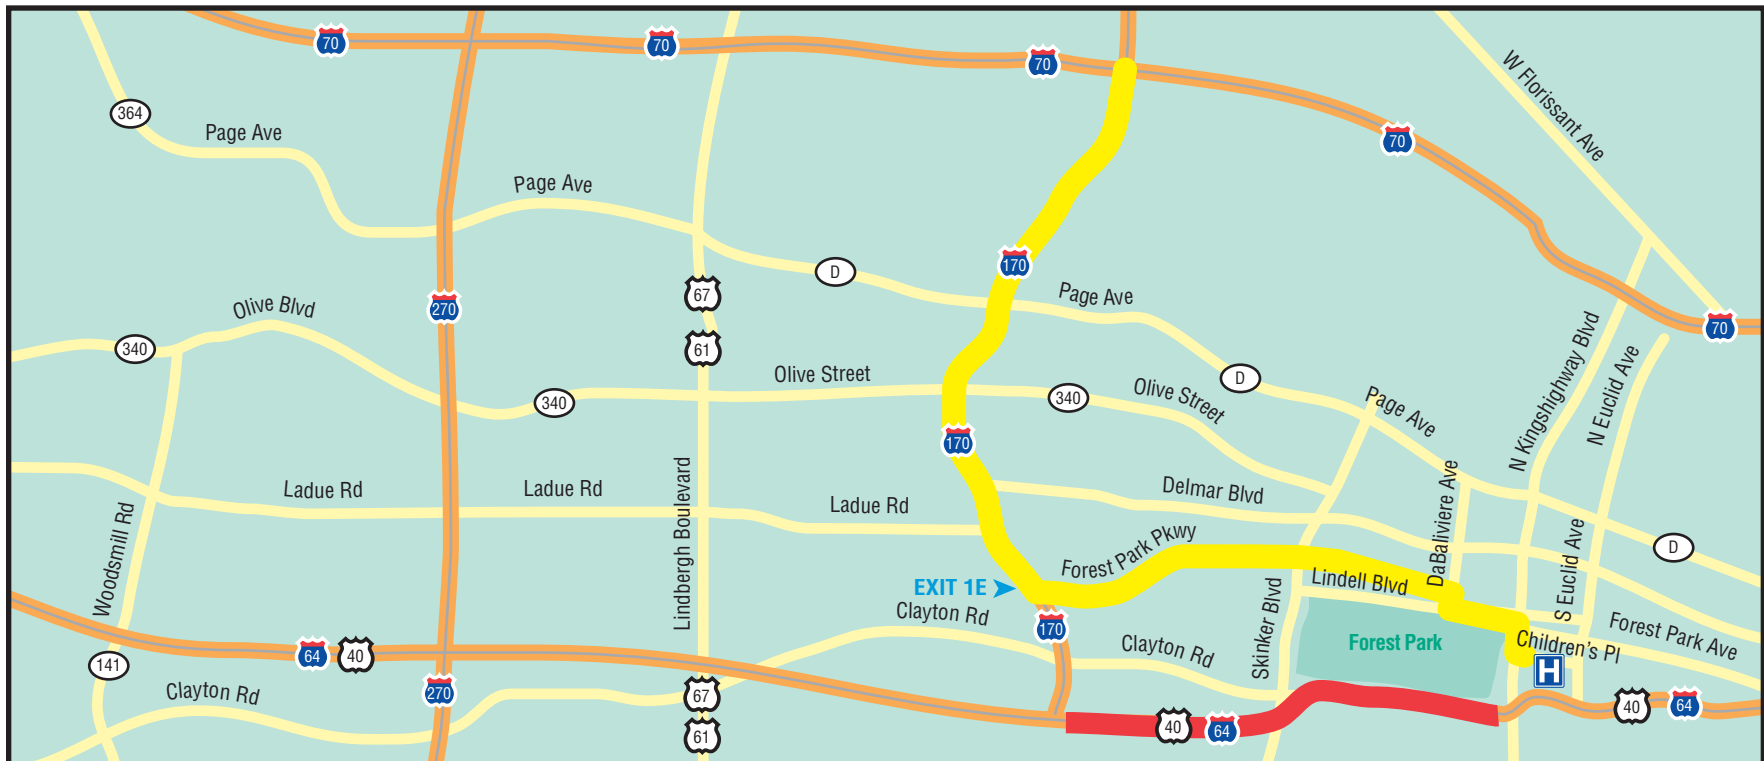 70
70
70
70
W Florissant Ave
364
Page Ave
Page Ave
170
D
Page Ave
67
270
Olive Blvd
70
340
61
N Kingshighway Blvd
N Euclid Ave
Olive Street
D
340
340
Olive Street
Page Ave
170
Ladue Rd
Ladue Rd
Ladue Rd
Delmar Blvd
DaBaliviere Ave
Woodsmill Rd
Lindbergh Boulevard
Forest Park Pkwy
S Euclid Ave
D
EXIT 1E
Lindell Blvd
Clayton Rd
Skinker Blvd
170
Forest Park
Forest Park Ave
Children's Pl
64
40
141
Clayton Rd
H
Clayton Rd
270
67
40
64
40
64
61